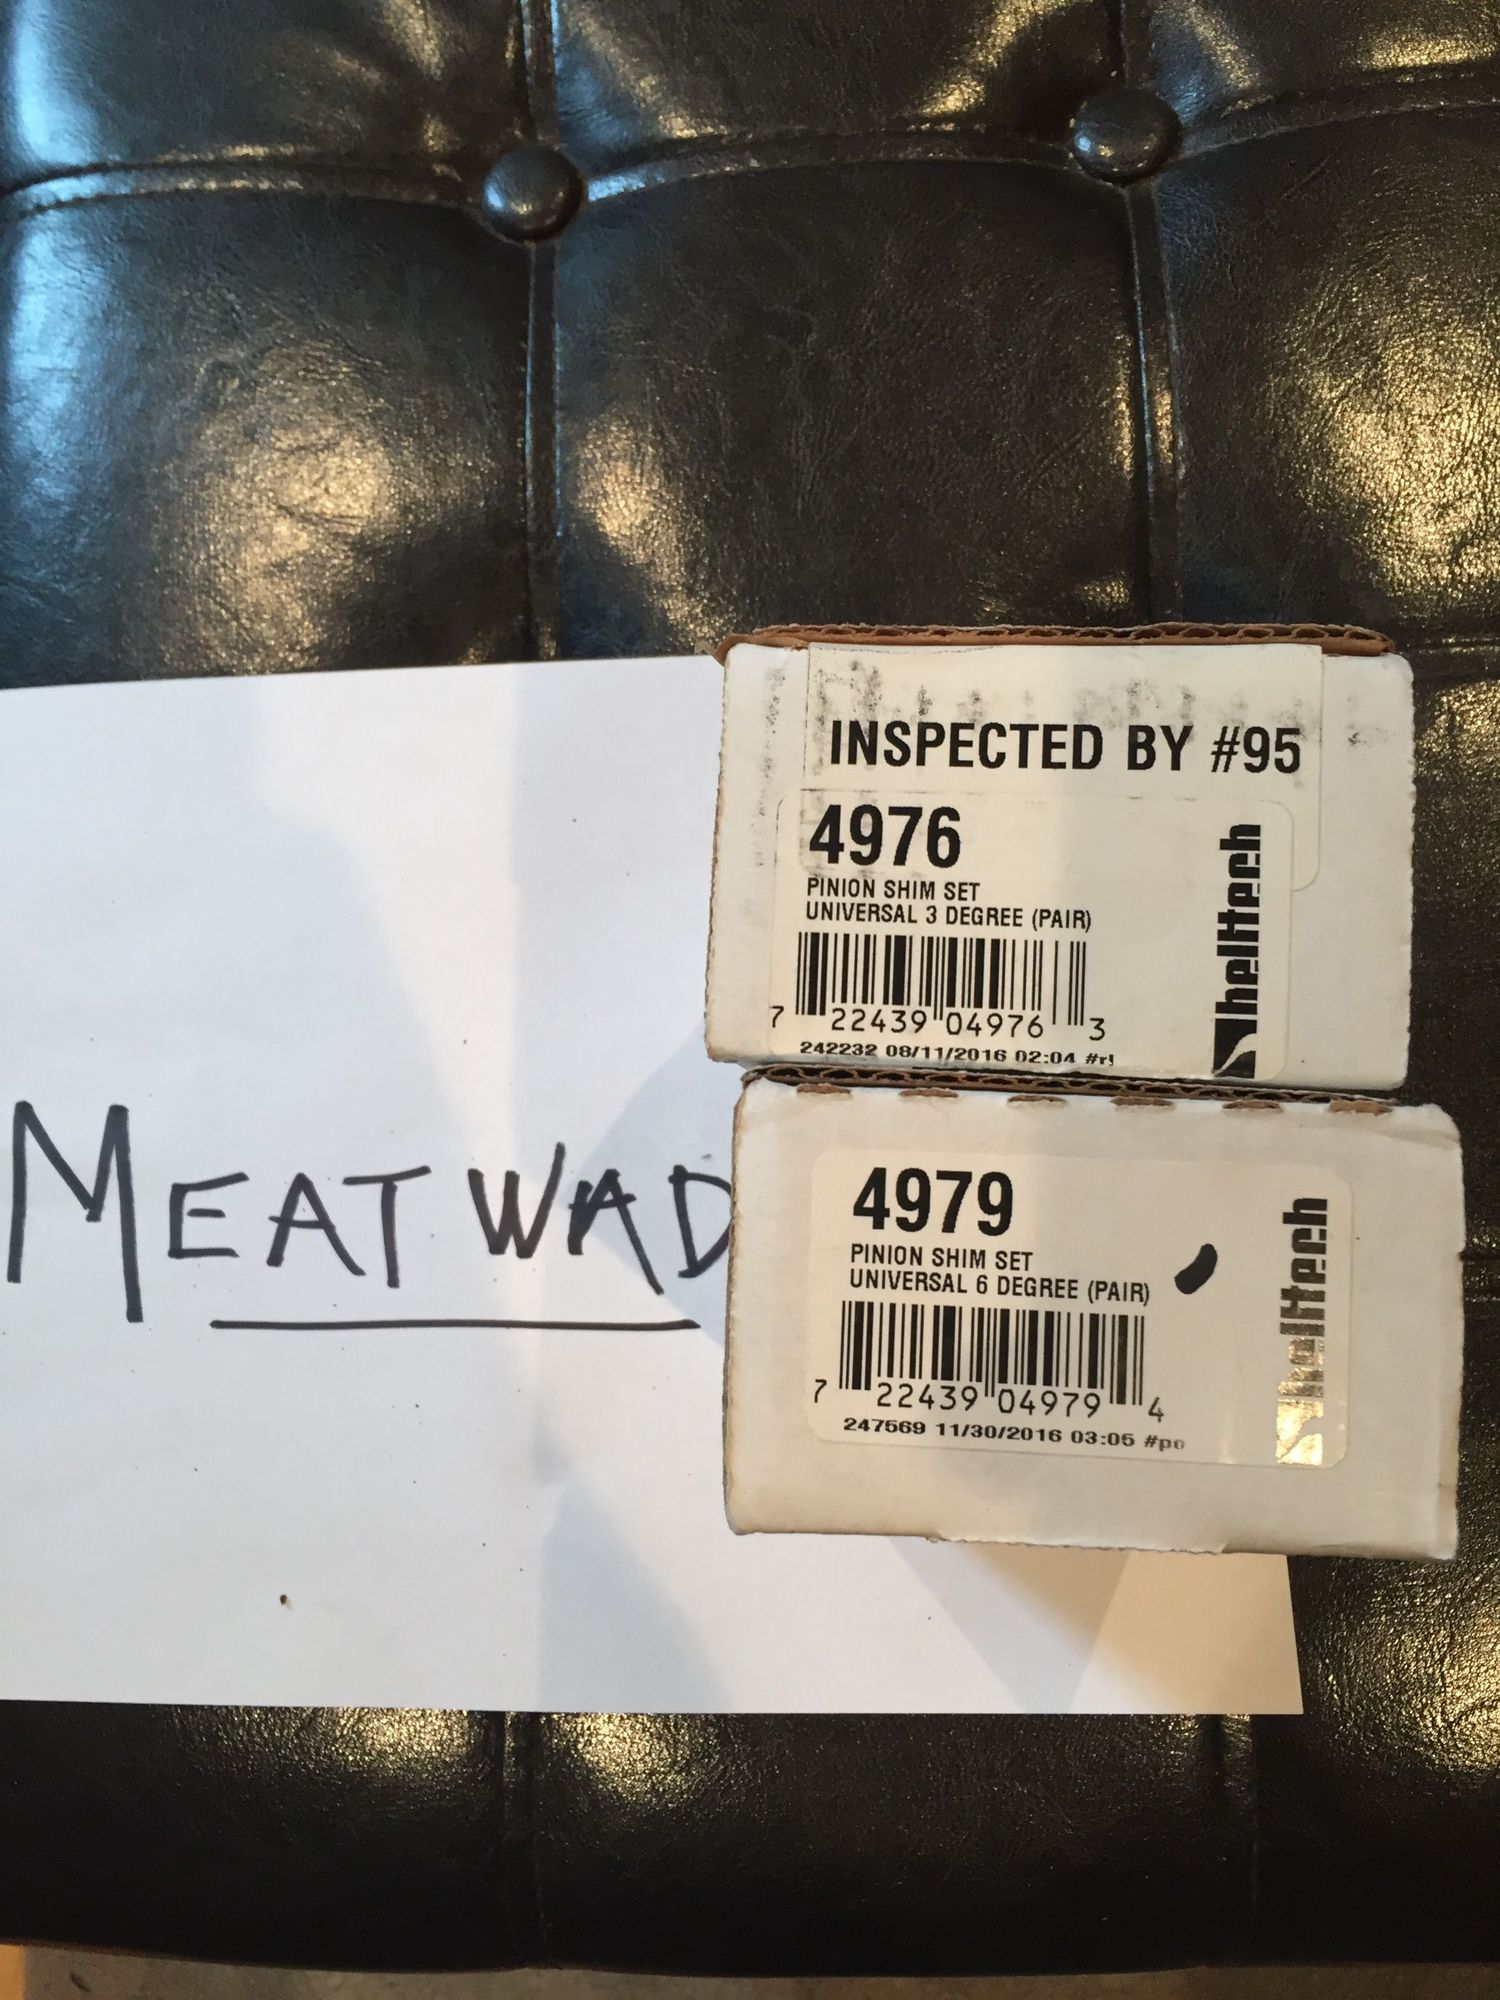 INSPECTED BY #95
4976
PINION SHIM SET
UNIVERSAL 3 DEGREE (PAIR)
7 22439 04976 3
242232 08/11/2016 02:04
helltech
MEATWAD
4979
PINION SHIM SET
UNIVERSAL 6 DEGREE (PAIR)
7 22439 04979 4
247569 11/30/2016 03:05
helltech